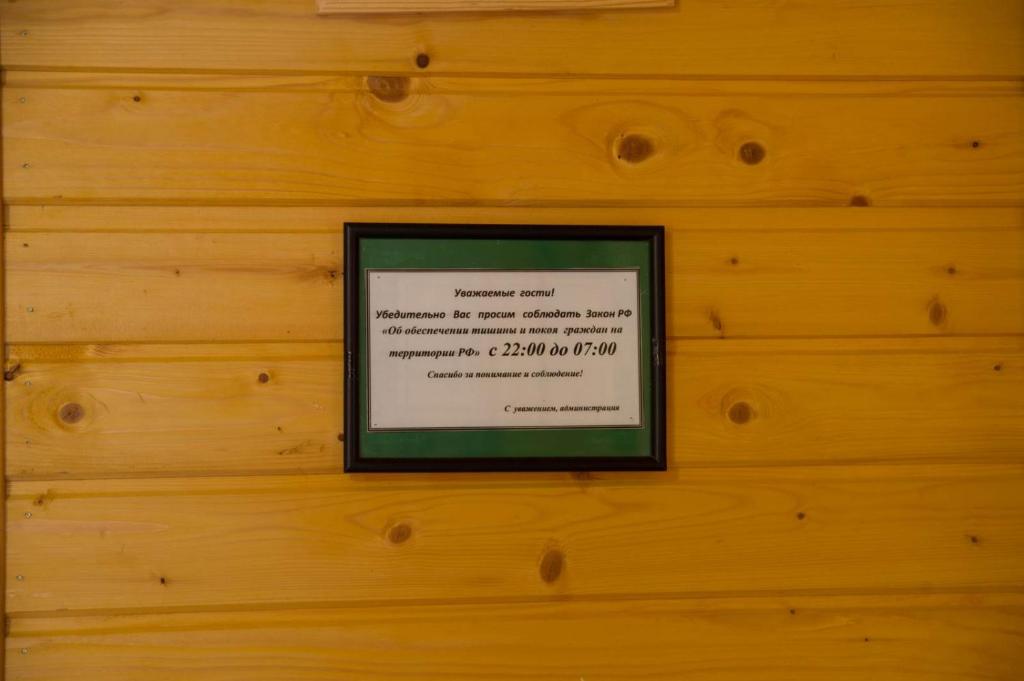 Уважаемые гости!
Убедительно Вас просим соблюдать Закон РФ
«Об обеспечении тишины и покоя граждан на
территории РФ» с 22:00 до 07:00
Спасибо за понимание и соблюдение!
С уважением, администрация